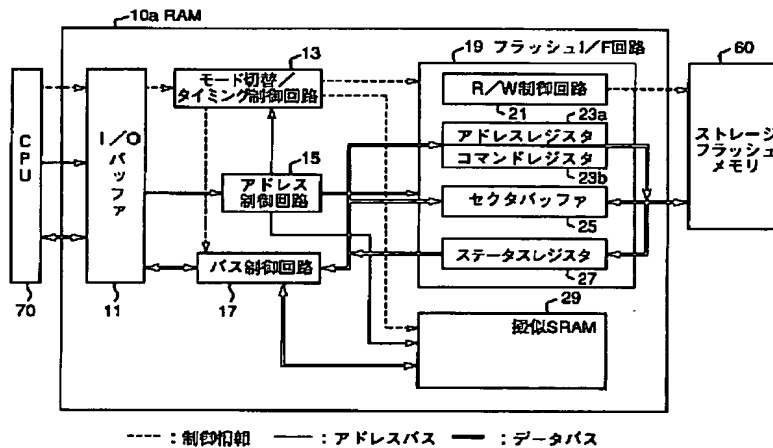 10a RAM
13
モード切替/
タイミング制御回路
19 フラッシュI/F回路
60
CPU
I/O
バッファ
R/W制御回路
21
23a
アドレスレジスタ
コマンドレジスタ
23b
ストレージ
フラッシュ
メモリ
15
アドレス
制御回路
セクタバッファ
25
バス制御回路
17
ステータスレジスタ
27
70
11
29
擬似SRAM
:制御情報
:アドレスバス
:データバス